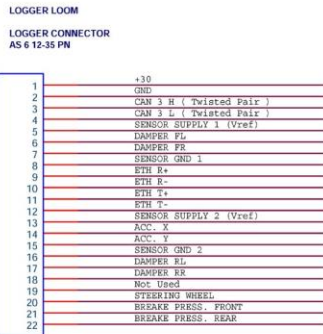 LOGGER LOOM
LOGGER CONNECTOR
AS 6 12-35 PN
1 +30
2 GND
3 CAN 3 H ( Twisted Pair )
4 CAN 3 L ( Twisted Pair )
5 SENSOR SUPPLY 1 (Vref)
6 DAMPER FL
7 DAMPER FR
8 SENSOR GND 1
9 ETH R+
10 ETH R-
11 ETH T+
12 ETH T-
13 SENSOR SUPPLY 2 (Vref)
14 ACC. X
15 ACC. Y
16 SENSOR GND 2
17 DAMPER RL
18 DAMPER RR
19 Not Used
20 STEERING WHEEL
21 BREAKE PRESS. FRONT
22 BREAKE PRESS. REAR